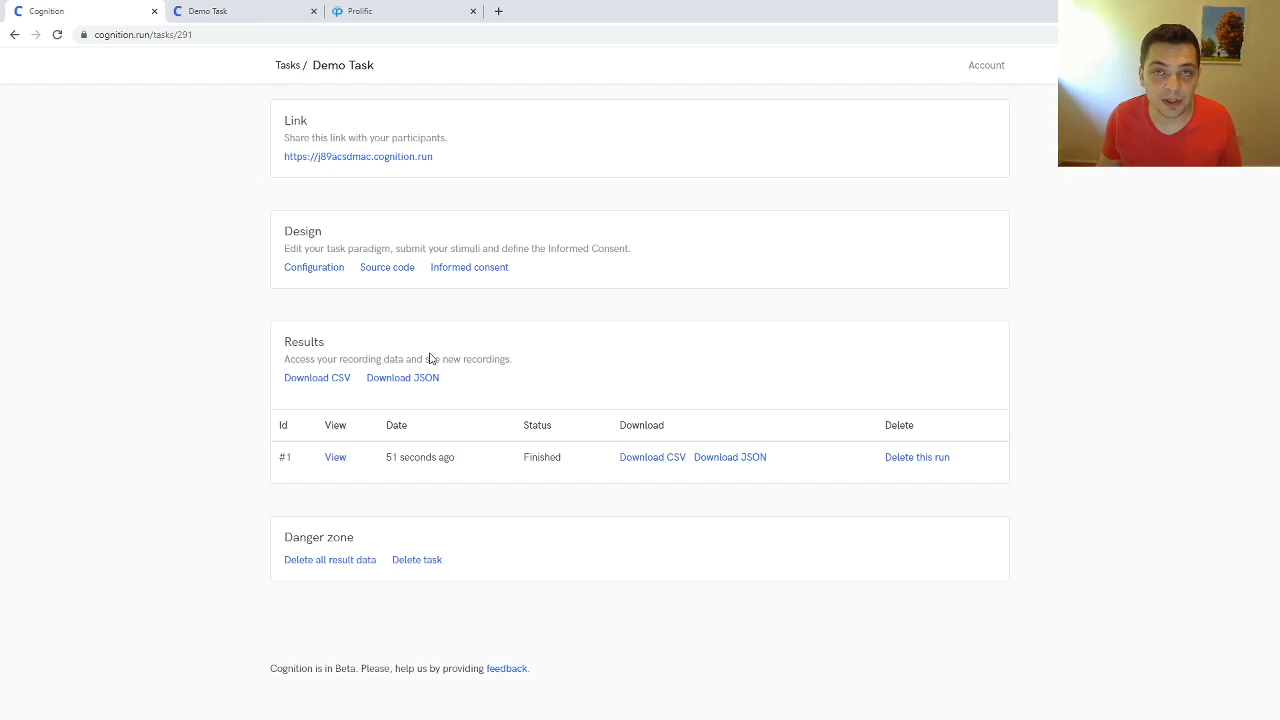 Cognition
Demo Task
Prolific
cognition.run/tasks/291
Tasks / Demo Task
Account
Link
Share this link with your participants.
https://j89acsdmac.cognition.run
Design
Edit your task paradigm, submit your stimuli and define the Informed Consent.
Configuration Source code Informed consent
Results
Access your recording data and see new recordings.
Download CSV Download JSON
Id View Date Status Download Delete
#1 View 51 seconds ago Finished Download CSV Download JSON Delete this run
Danger zone
Delete all result data Delete task
Cognition is in Beta. Please, help us by providing feedback.